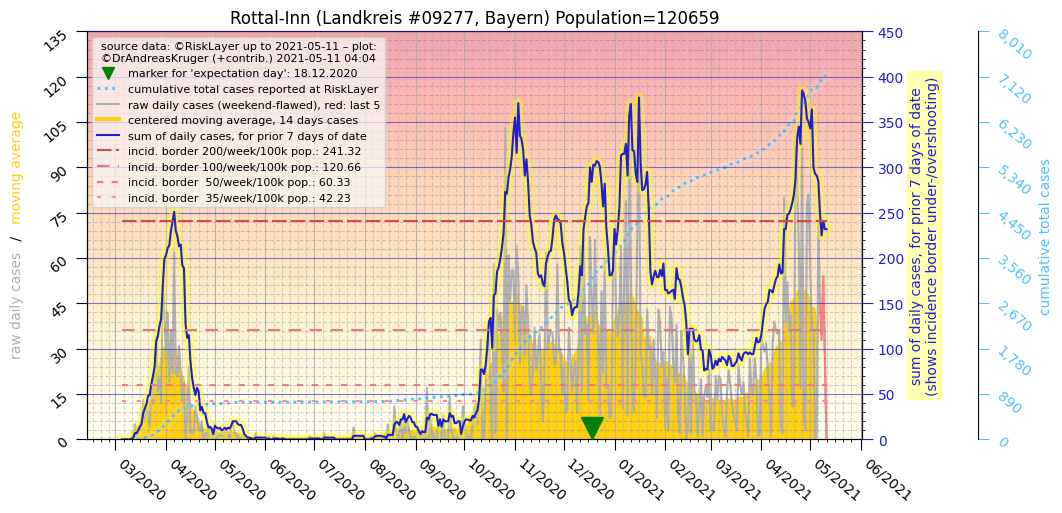 Rottal-Inn (Landkreis #09277, Bayern) Population=120659
source data: ©RiskLayer up to 2021-05-11 – plot:
©DrAndreasKruger (+contrib.) 2021-05-11 04:04
marker for 'expectation day': 18.12.2020
cumulative total cases reported at RiskLayer
raw daily cases (weekend-flawed), red: last 5
centered moving average, 14 days cases
sum of daily cases, for prior 7 days of date
incid. border 200/week/100k pop.: 241.32
incid. border 100/week/100k pop.: 120.66
incid. border  50/week/100k pop.: 60.33
incid. border  35/week/100k pop.: 42.23
raw daily cases / moving average
135
120
105
90
75
60
45
30
15
0
03/2020
04/2020
05/2020
06/2020
07/2020
08/2020
09/2020
10/2020
11/2020
12/2020
01/2021
02/2021
03/2021
04/2021
05/2021
06/2021
450
400
350
300
250
200
150
100
50
0
sum of daily cases, for prior 7 days of date
(shows incidence border under-/overshooting)
8,010
7,120
6,230
5,340
4,450
3,560
2,670
1,780
890
0
cumulative total cases